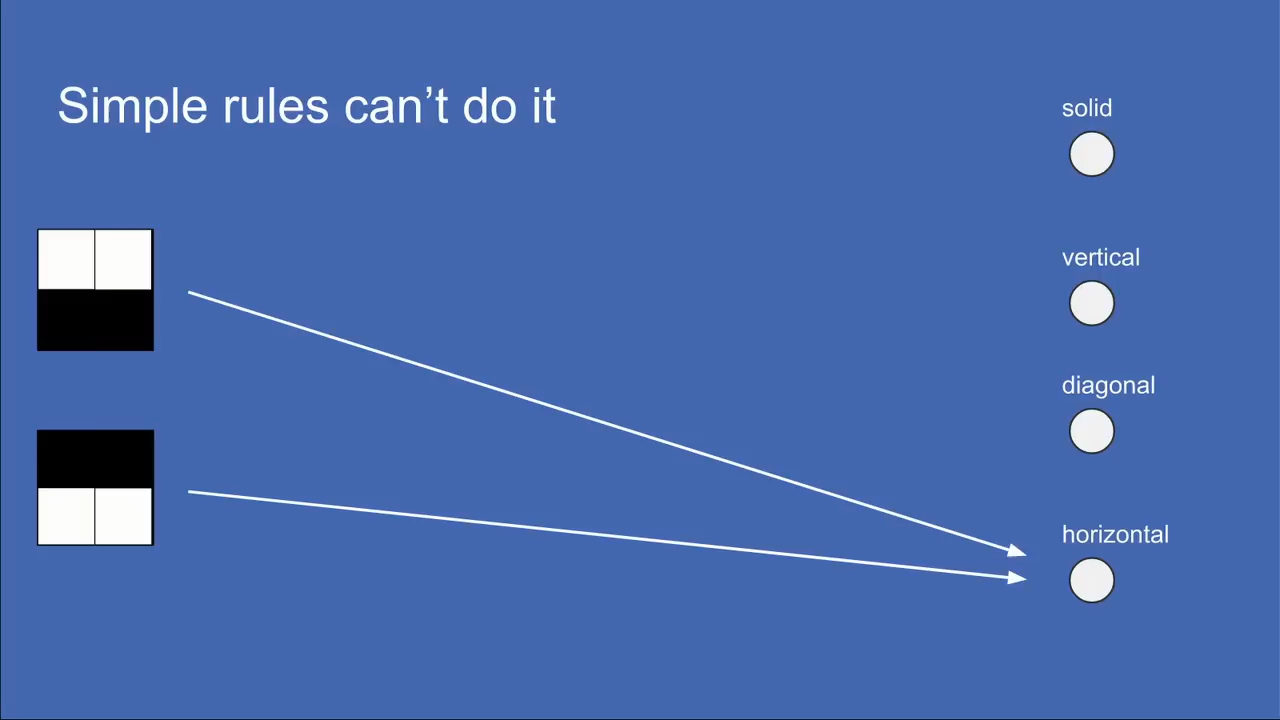 Simple rules can’t do it
solid
vertical
diagonal
horizontal